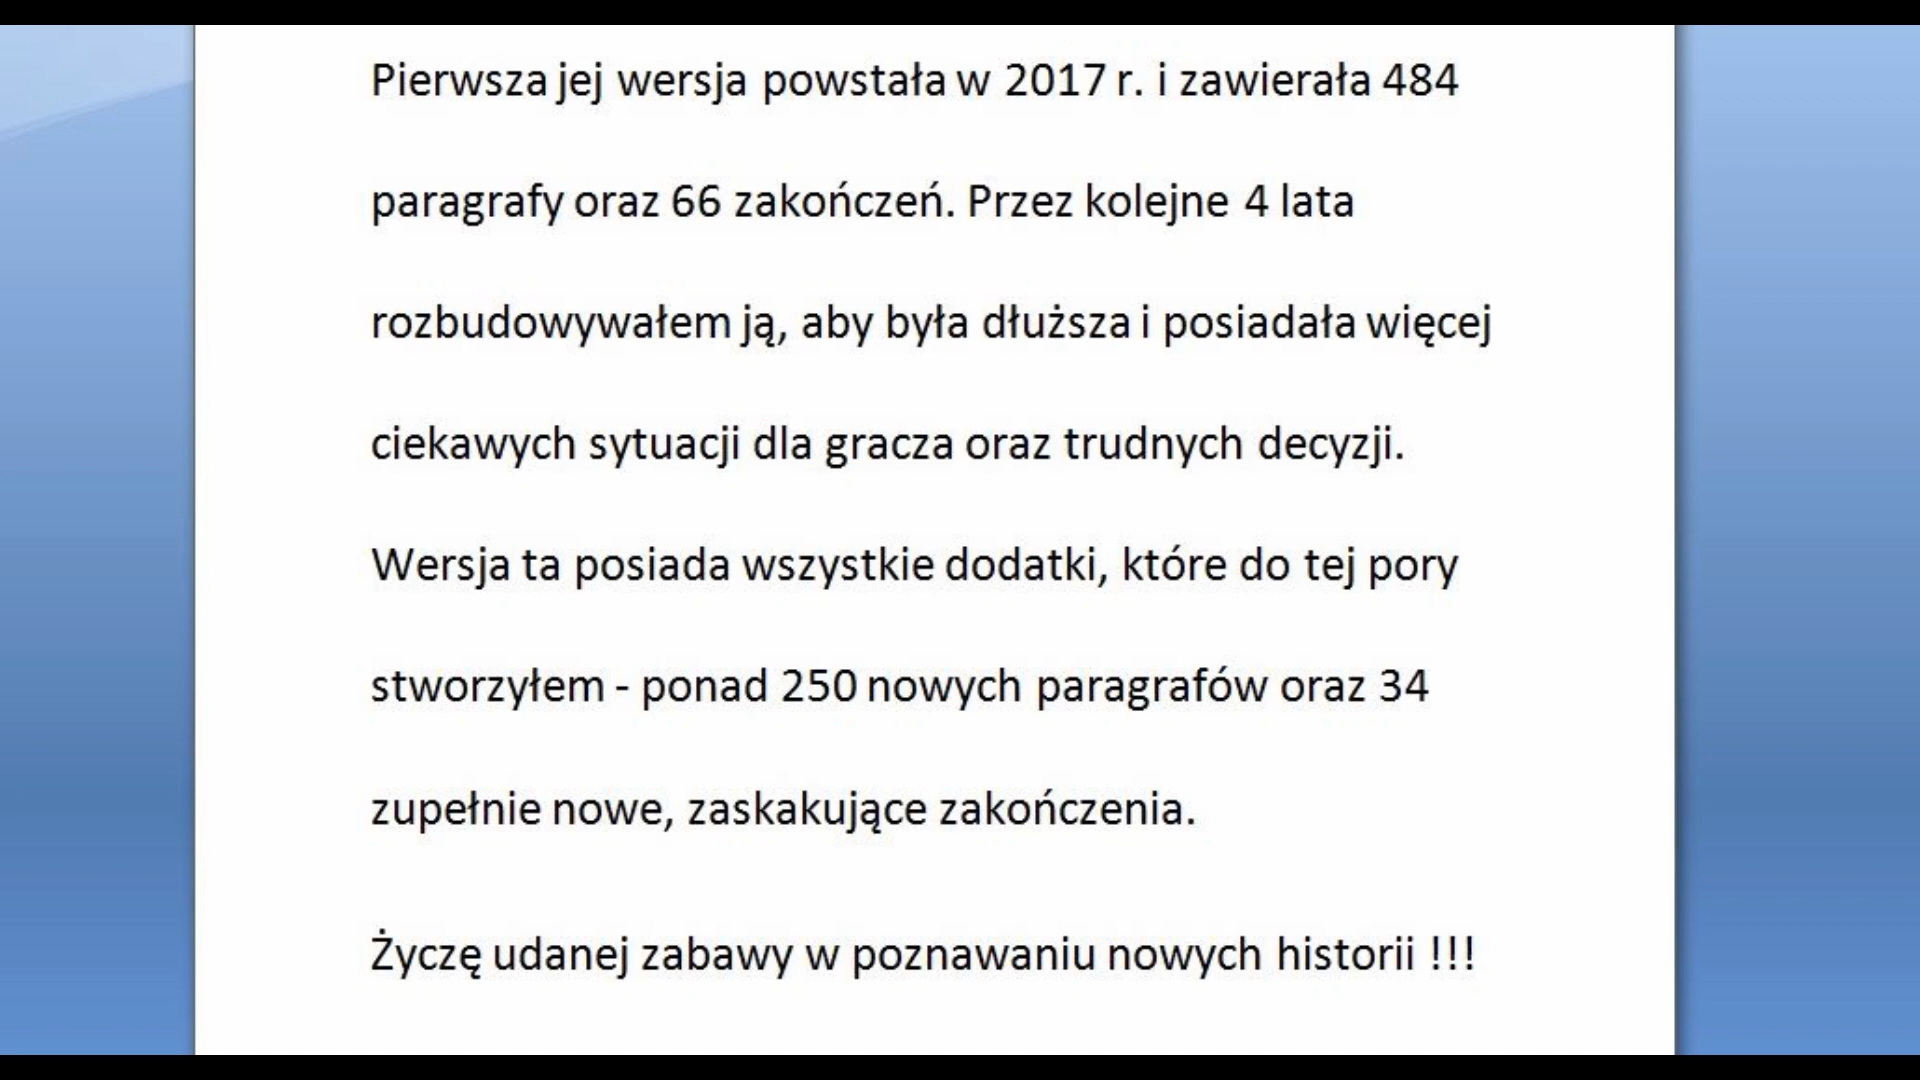 Pierwsza jej wersja powstała w 2017 r. i zawierała 484
paragrafy oraz 66 zakończeń. Przez kolejne 4 lata
rozbudowywałem ją, aby była dłuższa i posiadała więcej
ciekawych sytuacji dla gracza oraz trudnych decyzji.
Wersja ta posiada wszystkie dodatki, które do tej pory
stworzyłem - ponad 250 nowych paragrafów oraz 34
zupełnie nowe, zaskakujące zakończenia.
Życzę udanej zabawy w poznawaniu nowych historii !!!